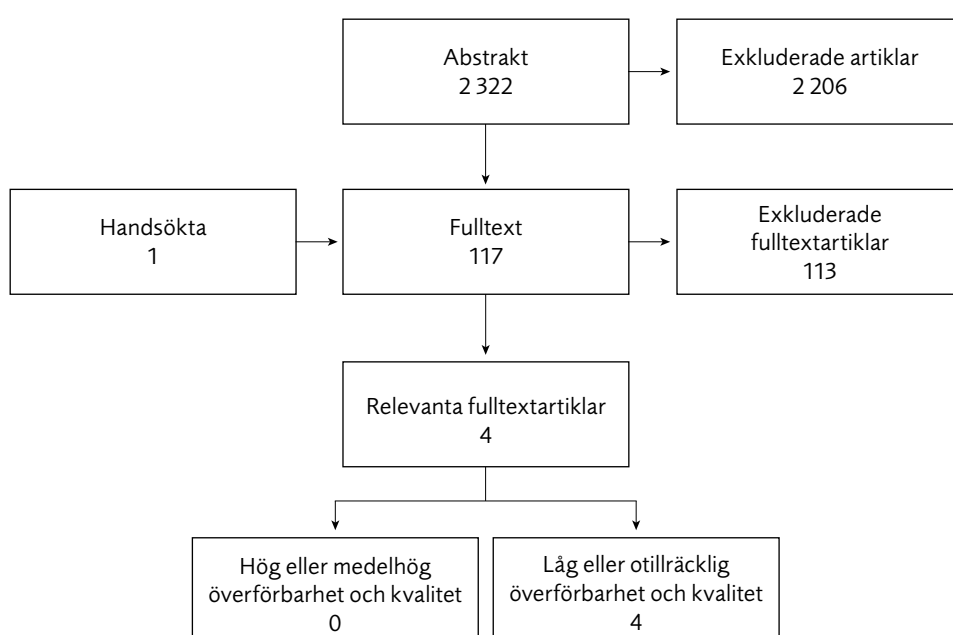 Abstrakt
2 322
Exkluderade artiklar
2 206
Handsökta
1
Fulltext
117
Exkluderade
fulltextartiklar
113
Relevanta fulltextartiklar
4
Hög eller medelhög
överförbarhet och kvalitet
0
Låg eller otillräcklig
överförbarhet och kvalitet
4